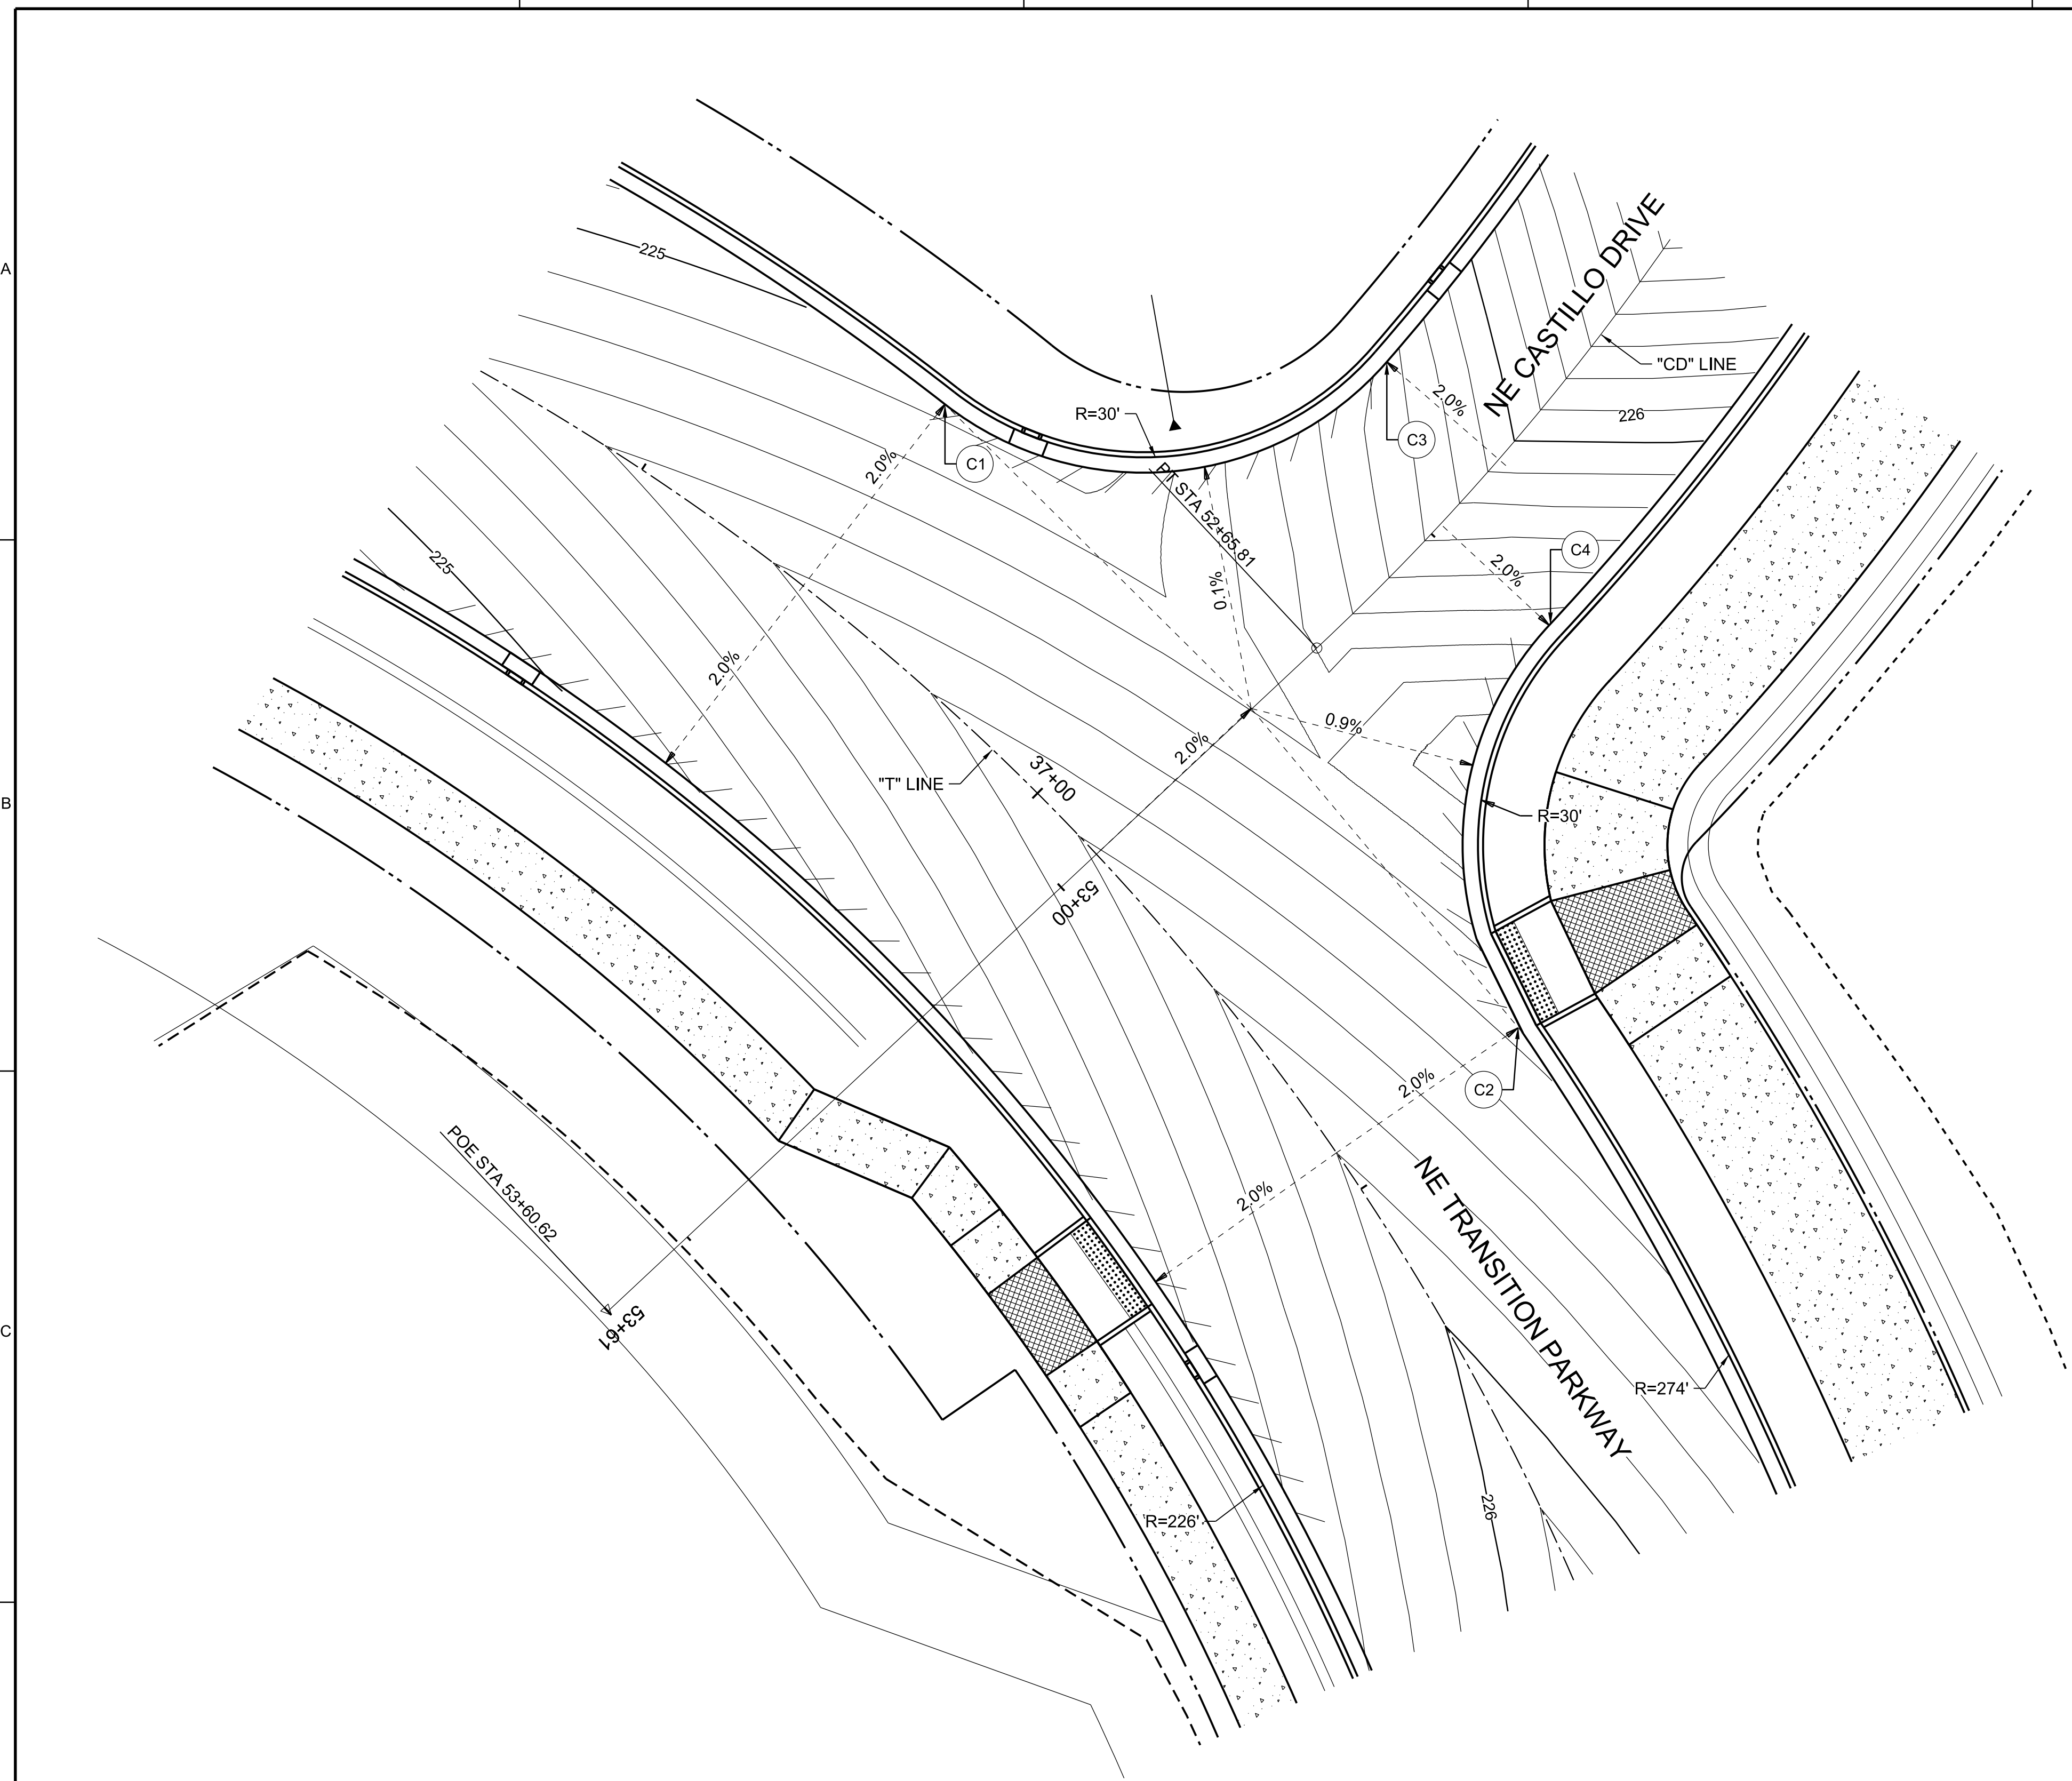 A
NE CASTILLO DRIVE
225
"CD" LINE
2.0%
226
R=30'
C3
C1
2.0%
PT STA 52+65.81
C4
2.0%
225
0.1%
2.0%
0.9%
2.0%
"T" LINE
37+00
B
R=30'
53+00
2.0%
C2
POE STA 53+60.62
2.0%
NE TRANSITION PARKWAY
53+61
C
R=274'
226
R=226'